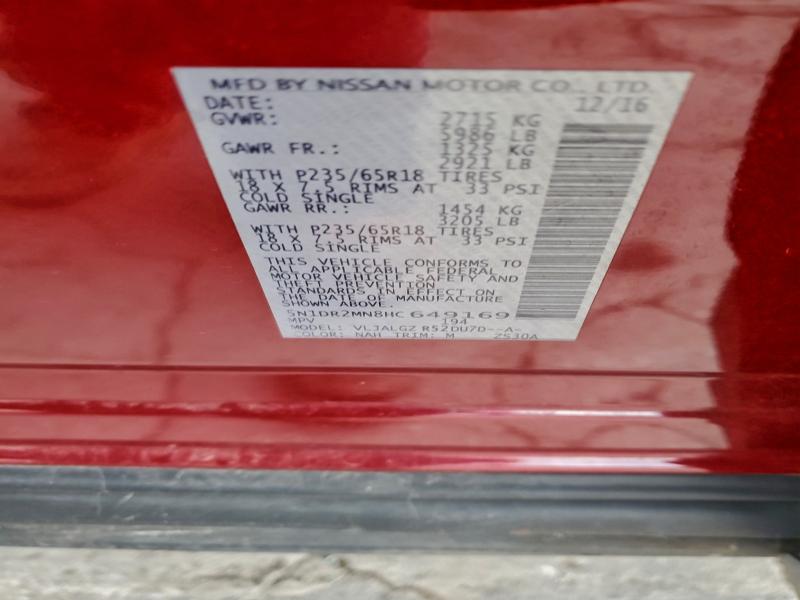 MFD BY NISSAN MOTOR CO., LTD.
DATE: 12/16
GVWR: 2715 KG
5986 LB
GAWR FR.: 1325 KG
2921 LB
WITH P235/65R18 TIRES
18 X 7.5 RIMS AT 33 PSI
COLD SINGLE
GAWR RR.: 1454 KG
3205 LB
WITH P235/65R18 TIRES
18 X 7.5 RIMS AT 33 PSI
COLD SINGLE
THIS VEHICLE CONFORMS TO
ALL APPLICABLE FEDERAL
MOTOR VEHICLE SAFETY AND
THEFT PREVENTION
STANDARDS IN EFFECT ON
THE DATE OF MANUFACTURE
SHOWN ABOVE.
5N1DR2MN8HC649169
MPV 194
MODEL: VLJALGZ R52DU7D--A-
COLOR: NAH TRIM: M 2530A